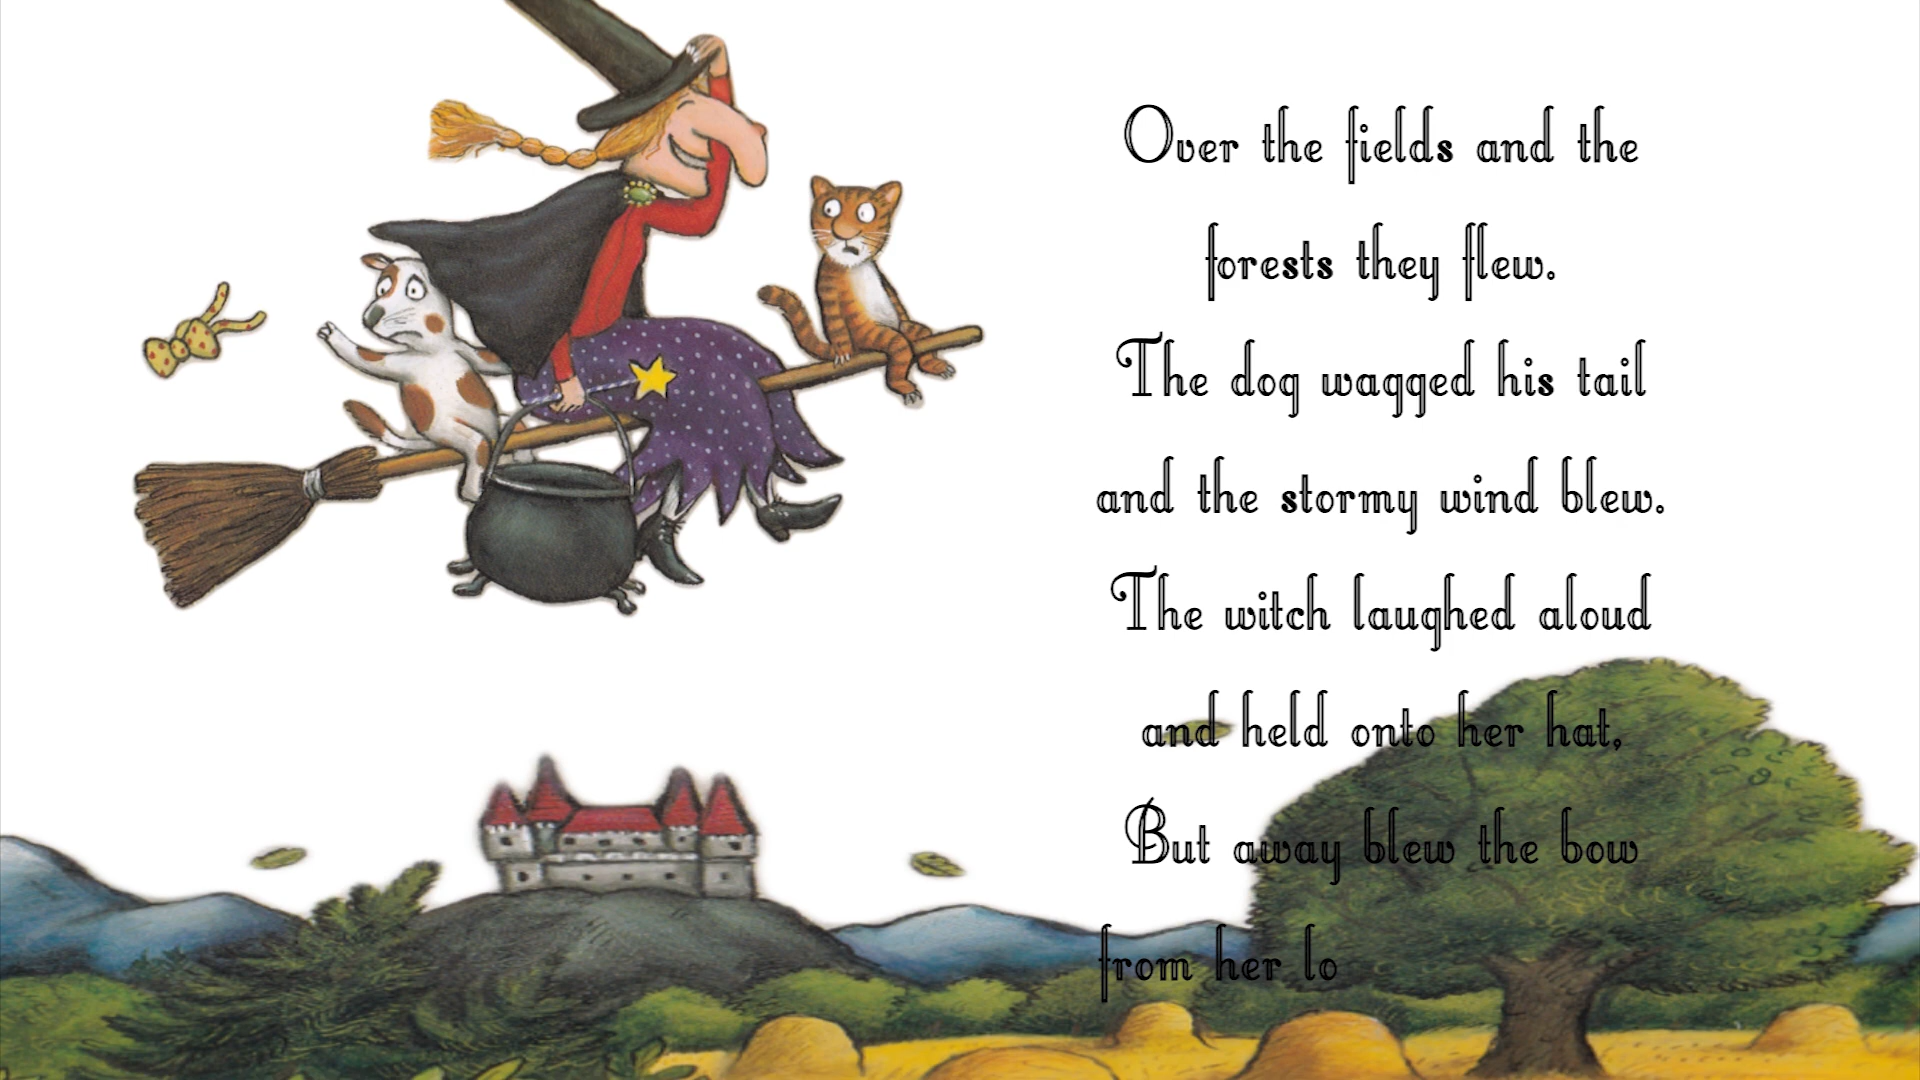 Over the fields and the
forests they flew.
The dog wagged his tail
and the stormy wind blew.
The witch laughed aloud
and held onto her hat,
But away blew the bow
from her lo